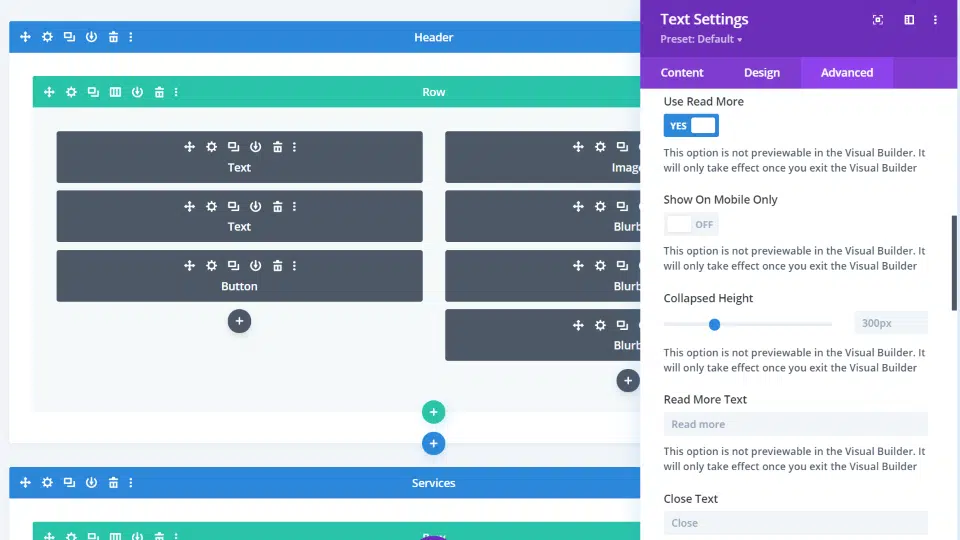 Header
Row
Text
Text
Button
Image
Blurb
Blurb
Blurb
Services
Text Settings
Preset: Default
Content
Design
Advanced
Use Read More
YES
This option is not previewable in the Visual Builder. It
will only take effect once you exit the Visual Builder
Show On Mobile Only
OFF
This option is not previewable in the Visual Builder. It
will only take effect once you exit the Visual Builder
Collapsed Height
300px
This option is not previewable in the Visual Builder. It
will only take effect once you exit the Visual Builder
Read More Text
Read more
This option is not previewable in the Visual Builder. It
will only take effect once you exit the Visual Builder
Close Text
Close